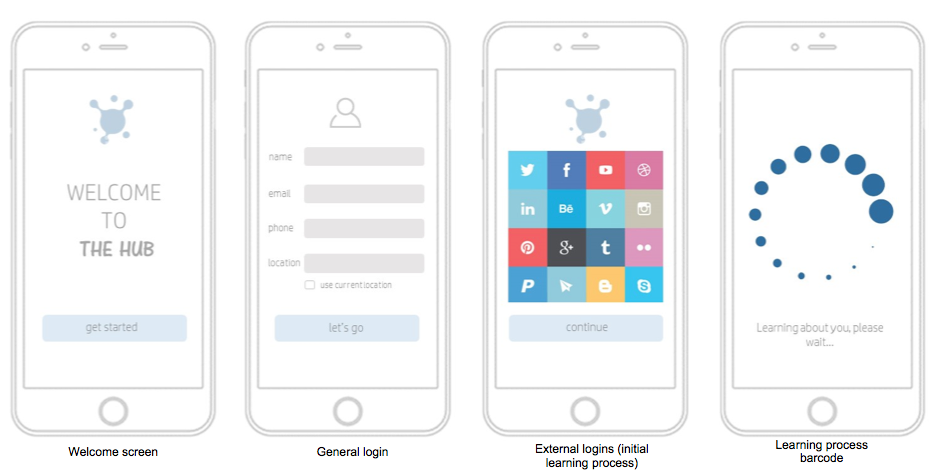 WELCOME
TO
THE HUB
get started
Welcome screen
name
email
phone
location
use current location
let's go
General login
f
in
Bē
v
g+
t
P
B
S
continue
External logins (initial
learning process)
Learning about you, please
wait...
Learning process
barcode